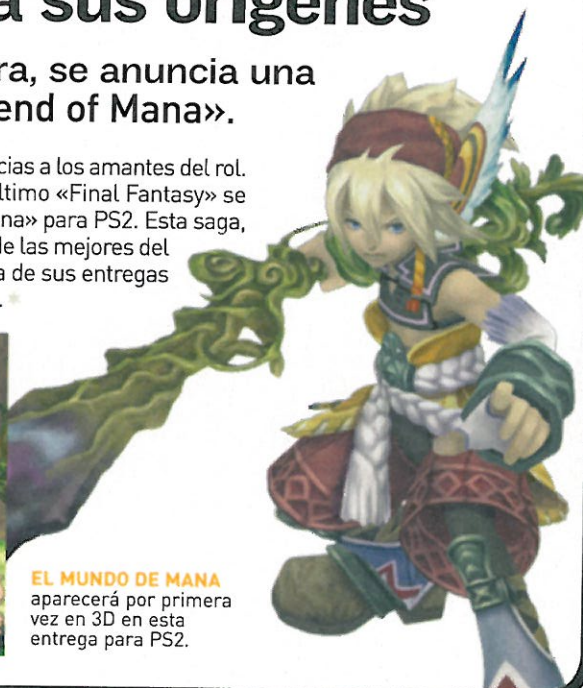 a sus orígenes
ra, se anuncia una
end of Mana».
cias a los amantes del rol.
ltimo «Final Fantasy» se
na» para PS2. Esta saga,
de las mejores del
a de sus entregas
.
EL MUNDO DE MANA
aparecerá por primera
vez en 3D en esta
entrega para PS2.